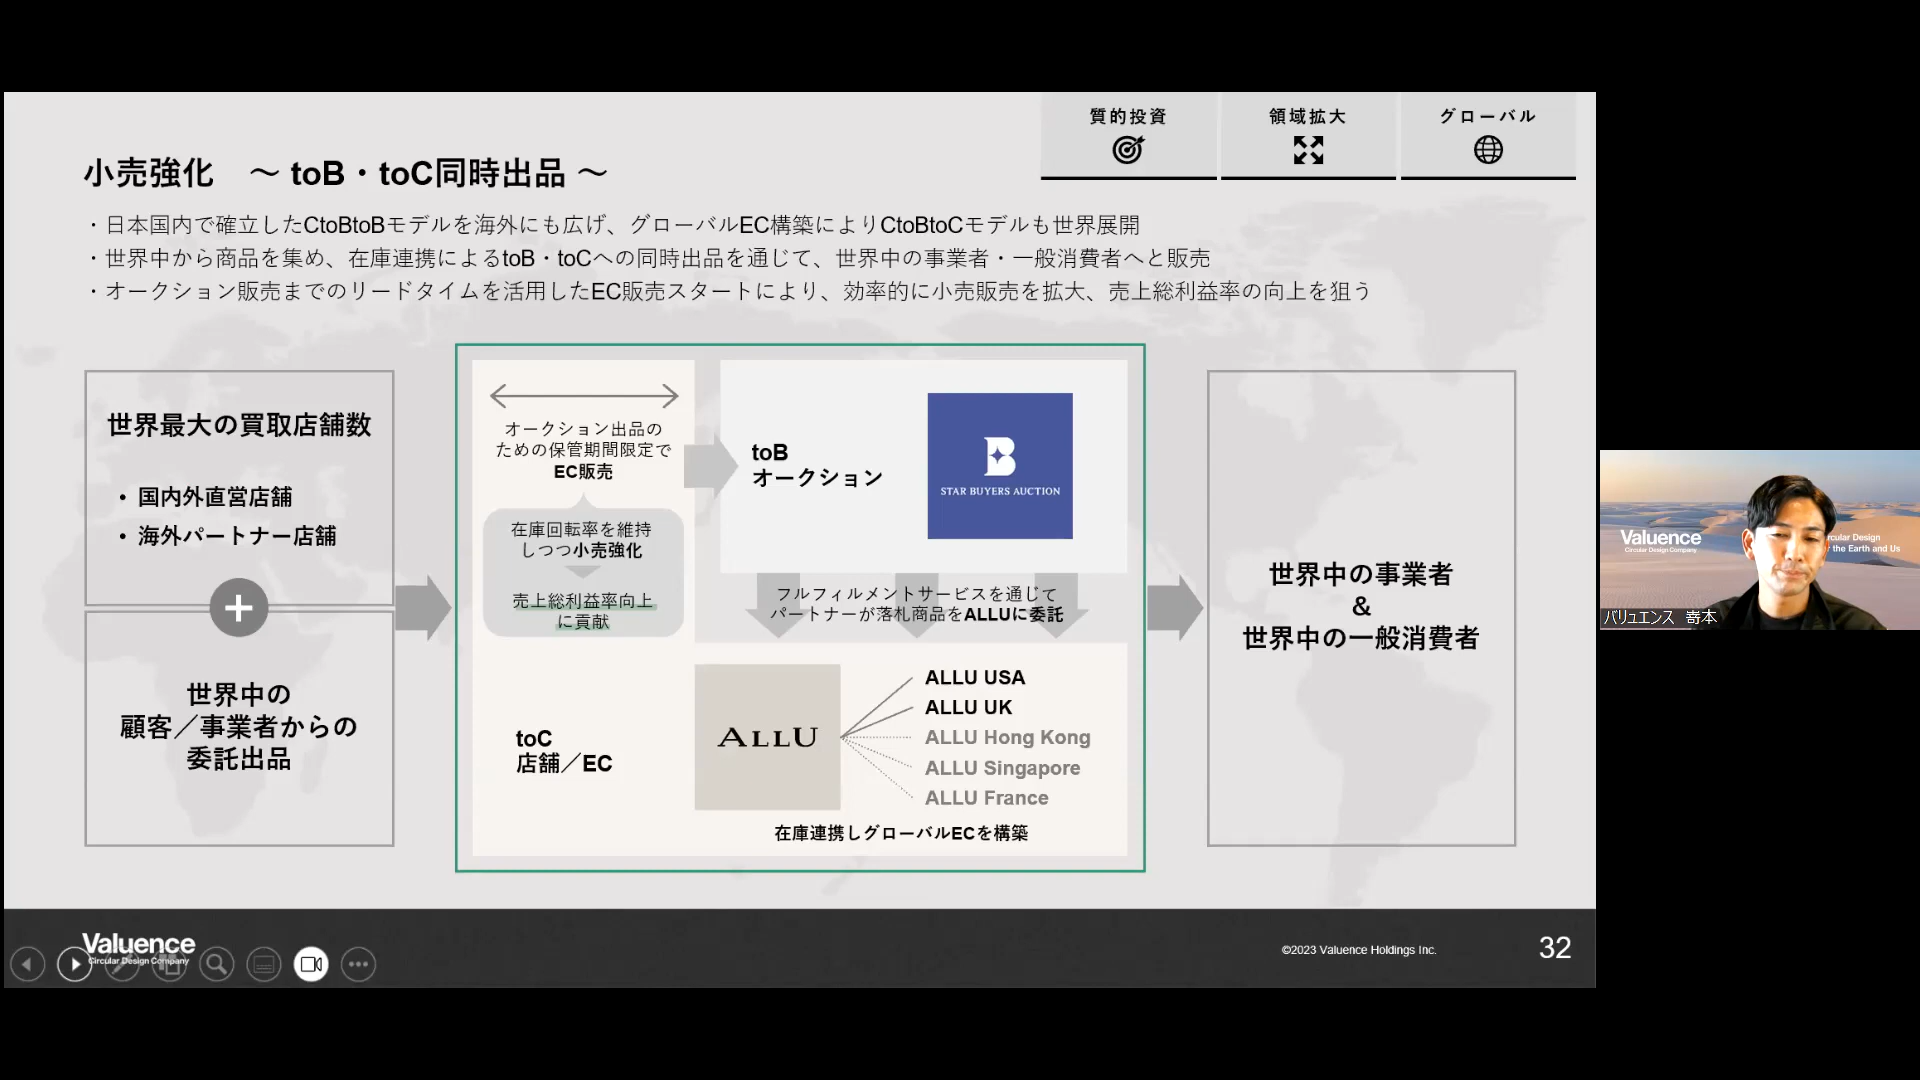 質的投資
領域拡大
グローバル
小売強化　～ toB・toC同時出品 ～
・日本国内で確立したCtoBtoBモデルを海外にも広げ、グローバルEC構築によりCtoBtoCモデルも世界展開
・世界中から商品を集め、在庫連携によるtoB・toCへの同時出品を通じて、世界中の事業者・一般消費者へと販売
・オークション販売までのリードタイムを活用したEC販売スタートにより、効率的に小売販売を拡大、売上総利益率の向上を狙う
世界最大の買取店舗数
• 国内外直営店舗
• 海外パートナー店舗
+
世界中の
顧客／事業者からの
委託出品
オークション出品の
ための保管期間限定で
EC販売
在庫回転率を維持
しつつ小売強化
売上総利益率向上
に貢献
toB
オークション
B
STAR BUYERS AUCTION
フルフィルメントサービスを通じて
パートナーが落札商品をALLUに委託
toC
店舗／EC
ALLU
ALLU USA
ALLU UK
ALLU Hong Kong
ALLU Singapore
ALLU France
在庫連携しグローバルECを構築
世界中の事業者
&
世界中の一般消費者
Valuence
Circular Design Company
rcular Design
the Earth and Us
バリュエンス　嵜本
Valuence
Circular Design Company
©2023 Valuence Holdings Inc.
32